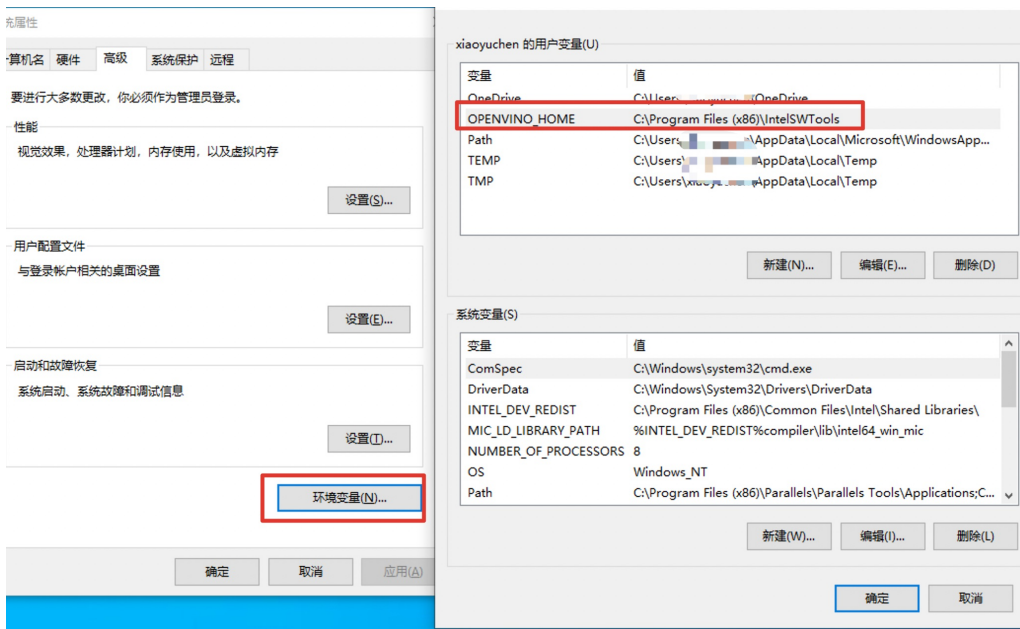 统属性
计算机名 硬件 高级 系统保护 远程
要进行大多数更改，你必须作为管理员登录。
性能
视觉效果，处理器计划，内存使用，以及虚拟内存
设置(S)...
用户配置文件
与登录帐户相关的桌面设置
设置(E)...
启动和故障恢复
系统启动、系统故障和调试信息
设置(T)...
环境变量(N)...
确定 取消 应用(A)
xiaoyuchen 的用户变量(U)
变量 值
OneDrive C:\Users \OneDrive
OPENVINO_HOME C:\Program Files (x86)\IntelSWTools
Path C:\Users \AppData\Local\Microsoft\WindowsApp...
TEMP C:\Users\ \AppData\Local\Temp
TMP C:\Users\ \AppData\Local\Temp
新建(N)... 编辑(E)... 删除(D)
系统变量(S)
变量 值
ComSpec C:\Windows\system32\cmd.exe
DriverData C:\Windows\System32\Drivers\DriverData
INTEL_DEV_REDIST C:\Program Files (x86)\Common Files\Intel\Shared Libraries\
MIC_LD_LIBRARY_PATH %INTEL_DEV_REDIST%compiler\lib\intel64_win_mic
NUMBER_OF_PROCESSORS 8
OS Windows_NT
Path C:\Program Files (x86)\Parallels\Parallels Tools\Applications;C...
新建(W)... 编辑(I)... 删除(L)
确定 取消